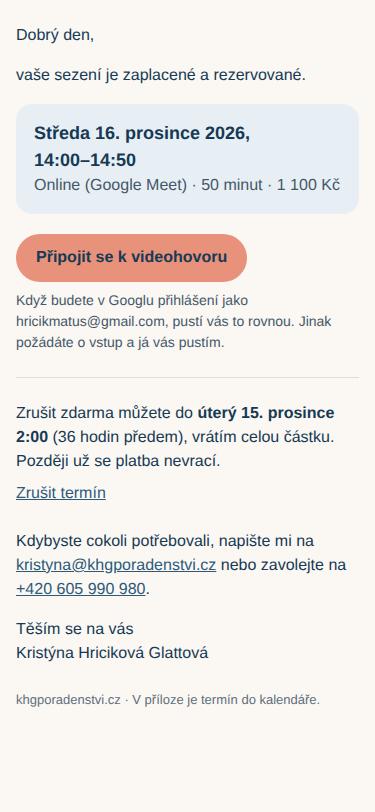 Dobrý den,
vaše sezení je zaplacené a rezervované.
Středa 16. prosince 2026,
14:00–14:50
Online (Google Meet) · 50 minut · 1 100 Kč
Připojit se k videohovoru
Když budete v Googlu přihlášení jako
hricikmatus@gmail.com, pustí vás to rovnou. Jinak
požádáte o vstup a já vás pustím.
Zrušit zdarma můžete do úterý 15. prosince
2:00 (36 hodin předem), vrátím celou částku.
Později už se platba nevrací.
Zrušit termín
Kdybyste cokoli potřebovali, napište mi na
kristyna@khgporadenstvi.cz nebo zavolejte na
+420 605 990 980.
Těším se na vás
Kristýna Hriciková Glattová
khgporadenstvi.cz · V příloze je termín do kalendáře.